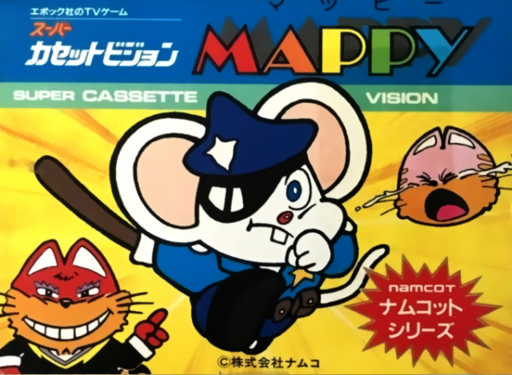 マッピー
エポック社のTVゲーム
スーパー
カセットビジョン
MAPPY
SUPER CASSETTE VISION
namcot
ナムコット
シリーズ
©株式会社ナムコ